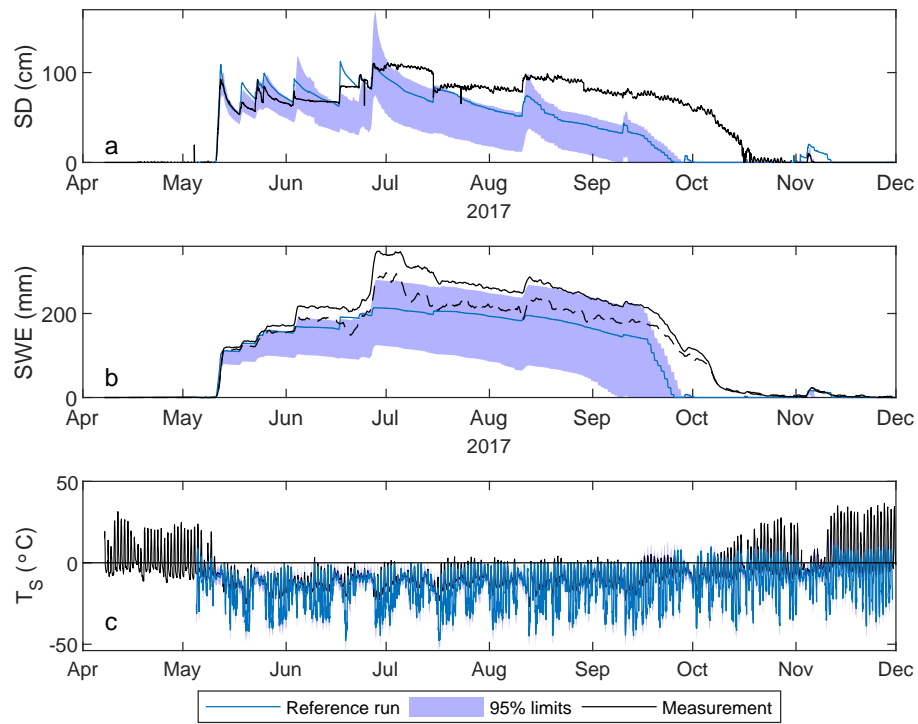 SD (cm)
100
0
a
Apr May Jun Jul Aug Sep Oct Nov Dec
2017
SWE (mm)
200
0
b
Apr May Jun Jul Aug Sep Oct Nov Dec
2017
T_S (°C)
50
0
-50
c
Apr May Jun Jul Aug Sep Oct Nov Dec
Reference run 95% limits Measurement